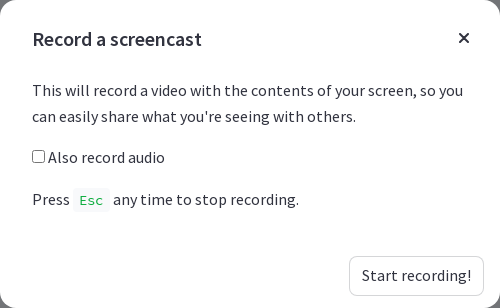 Record a screencast
This will record a video with the contents of your screen, so you
can easily share what you're seeing with others.
Also record audio
Press Esc any time to stop recording.
Start recording!